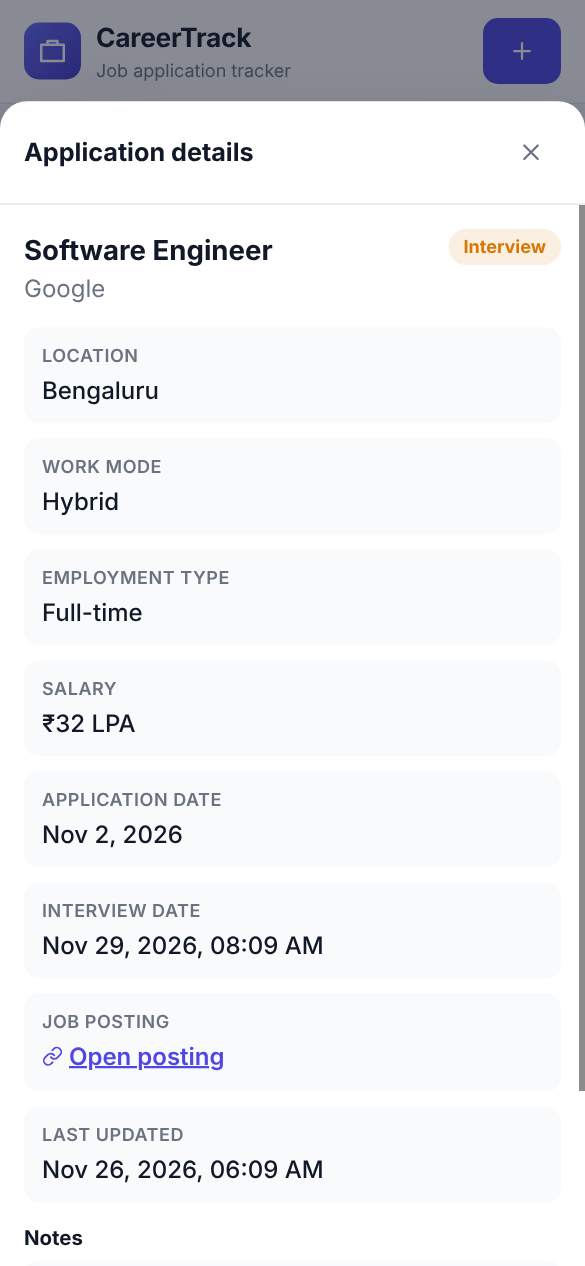 CareerTrack
Job application tracker
Application details
Software Engineer
Interview
Google
LOCATION
Bengaluru
WORK MODE
Hybrid
EMPLOYMENT TYPE
Full-time
SALARY
₹32 LPA
APPLICATION DATE
Nov 2, 2026
INTERVIEW DATE
Nov 29, 2026, 08:09 AM
JOB POSTING
Open posting
LAST UPDATED
Nov 26, 2026, 06:09 AM
Notes